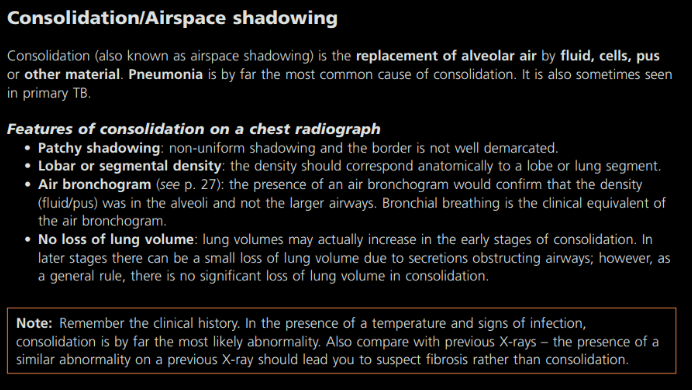 Consolidation/Airspace shadowing
Consolidation (also known as airspace shadowing) is the replacement of alveolar air by fluid, cells, pus
or other material. Pneumonia is by far the most common cause of consolidation. It is also sometimes seen
in primary TB.
Features of consolidation on a chest radiograph
• Patchy shadowing: non-uniform shadowing and the border is not well demarcated.
• Lobar or segmental density: the density should correspond anatomically to a lobe or lung segment.
• Air bronchogram (see p. 27): the presence of an air bronchogram would confirm that the density
(fluid/pus) was in the alveoli and not the larger airways. Bronchial breathing is the clinical equivalent of
the air bronchogram.
• No loss of lung volume: lung volumes may actually increase in the early stages of consolidation. In
later stages there can be a small loss of lung volume due to secretions obstructing airways; however, as
a general rule, there is no significant loss of lung volume in consolidation.
Note: Remember the clinical history. In the presence of a temperature and signs of infection,
consolidation is by far the most likely abnormality. Also compare with previous X-rays – the presence of a
similar abnormality on a previous X-ray should lead you to suspect fibrosis rather than consolidation.